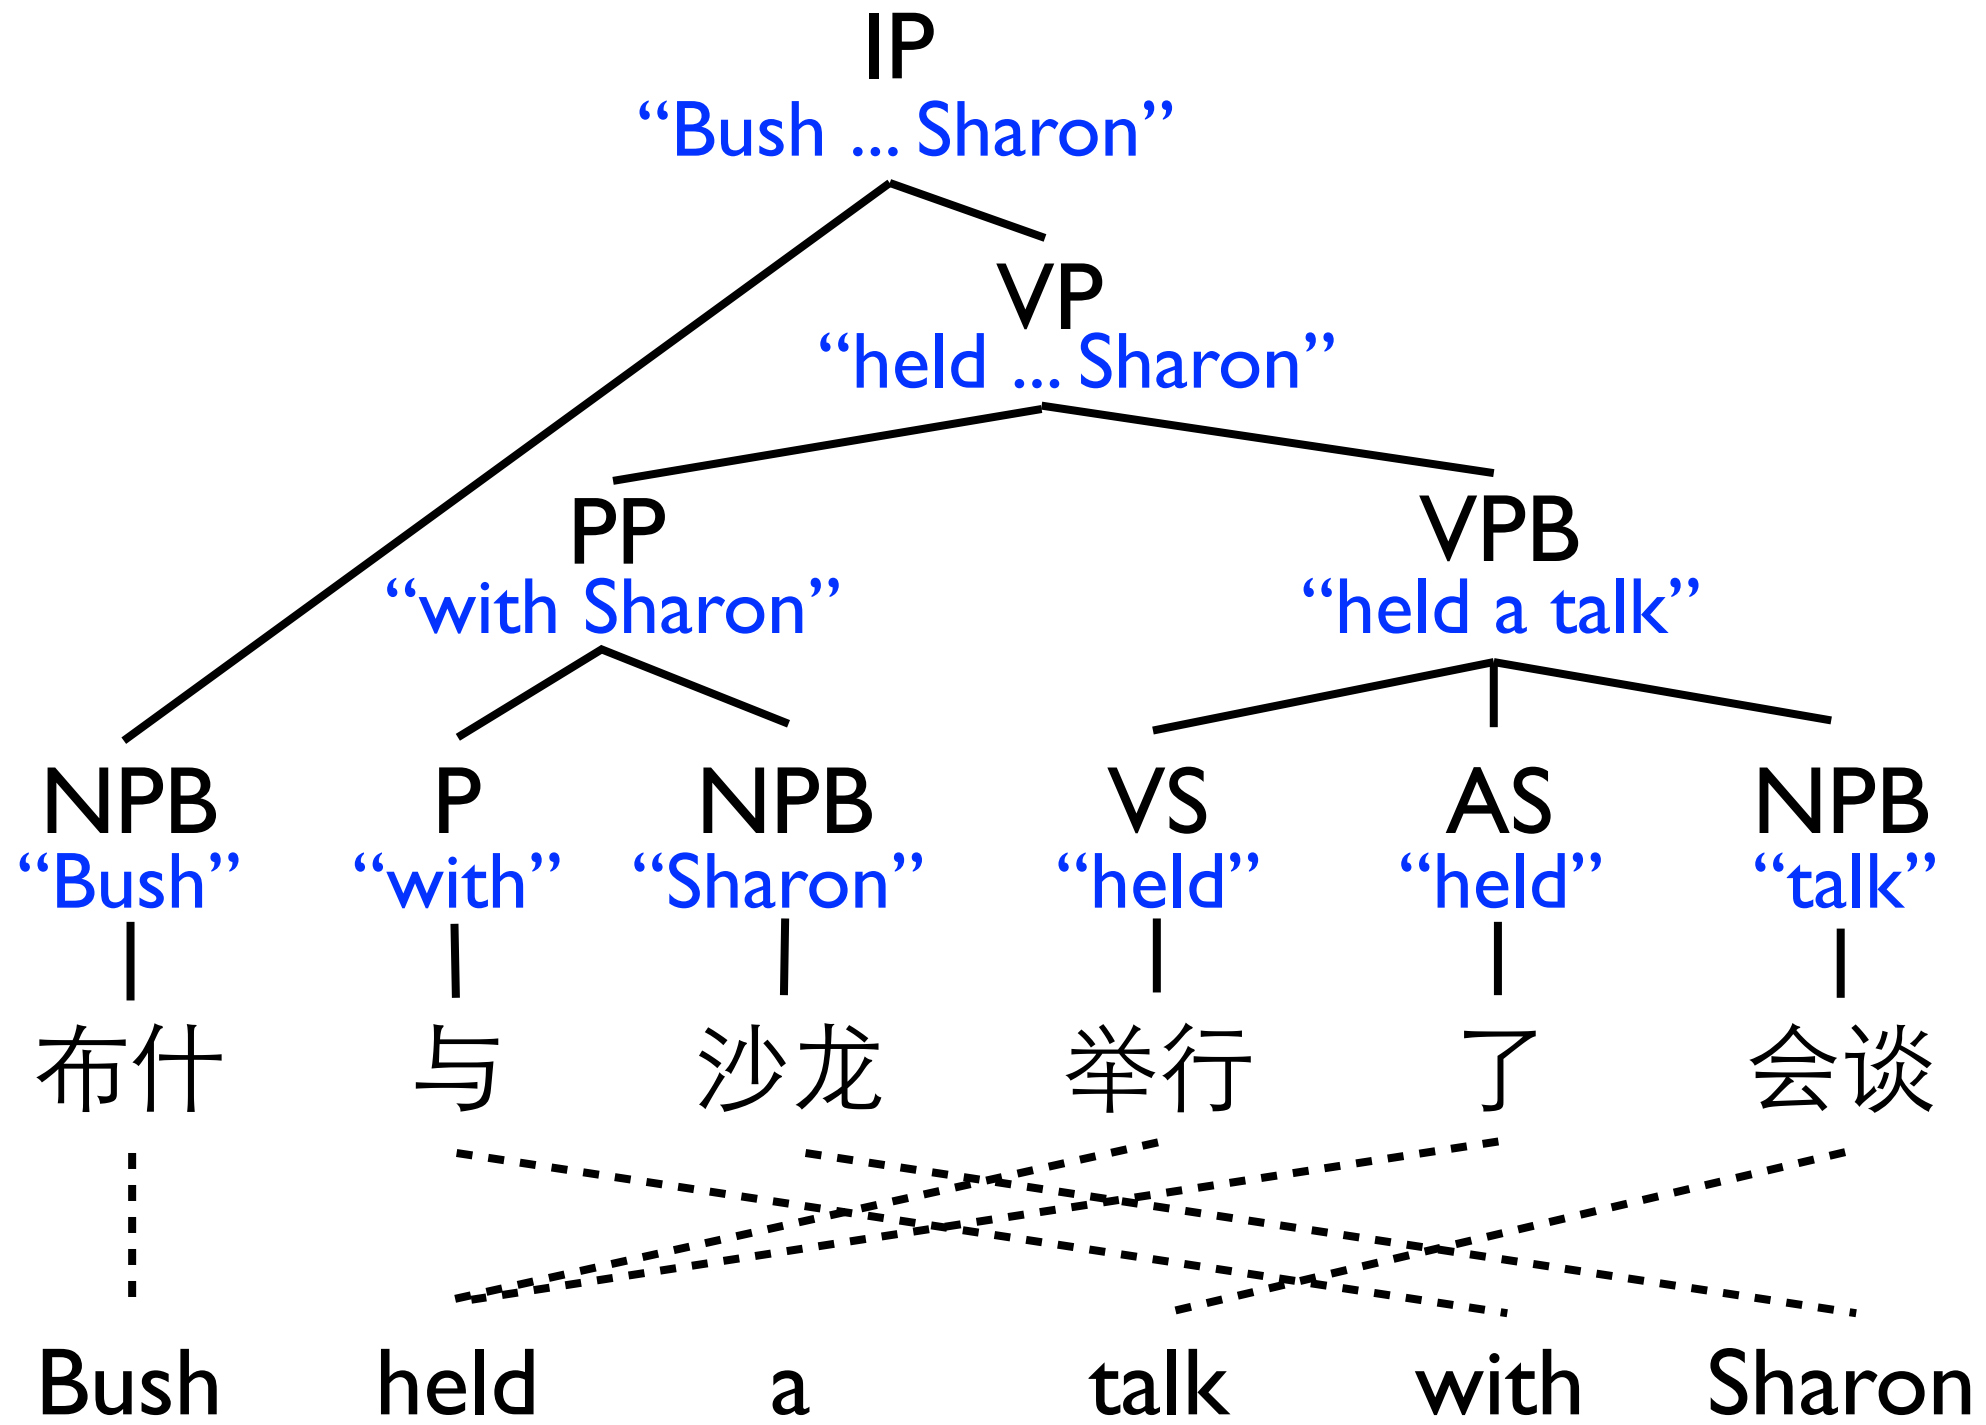 IP
“Bush ... Sharon”
VP
“held ... Sharon”
PP VPB
“with Sharon” “held a talk”
NPB P NPB VS AS NPB
“Bush” “with” “Sharon” “held” “held” “talk”
布什 与 沙龙 举行 了 会谈
Bush held a talk with Sharon